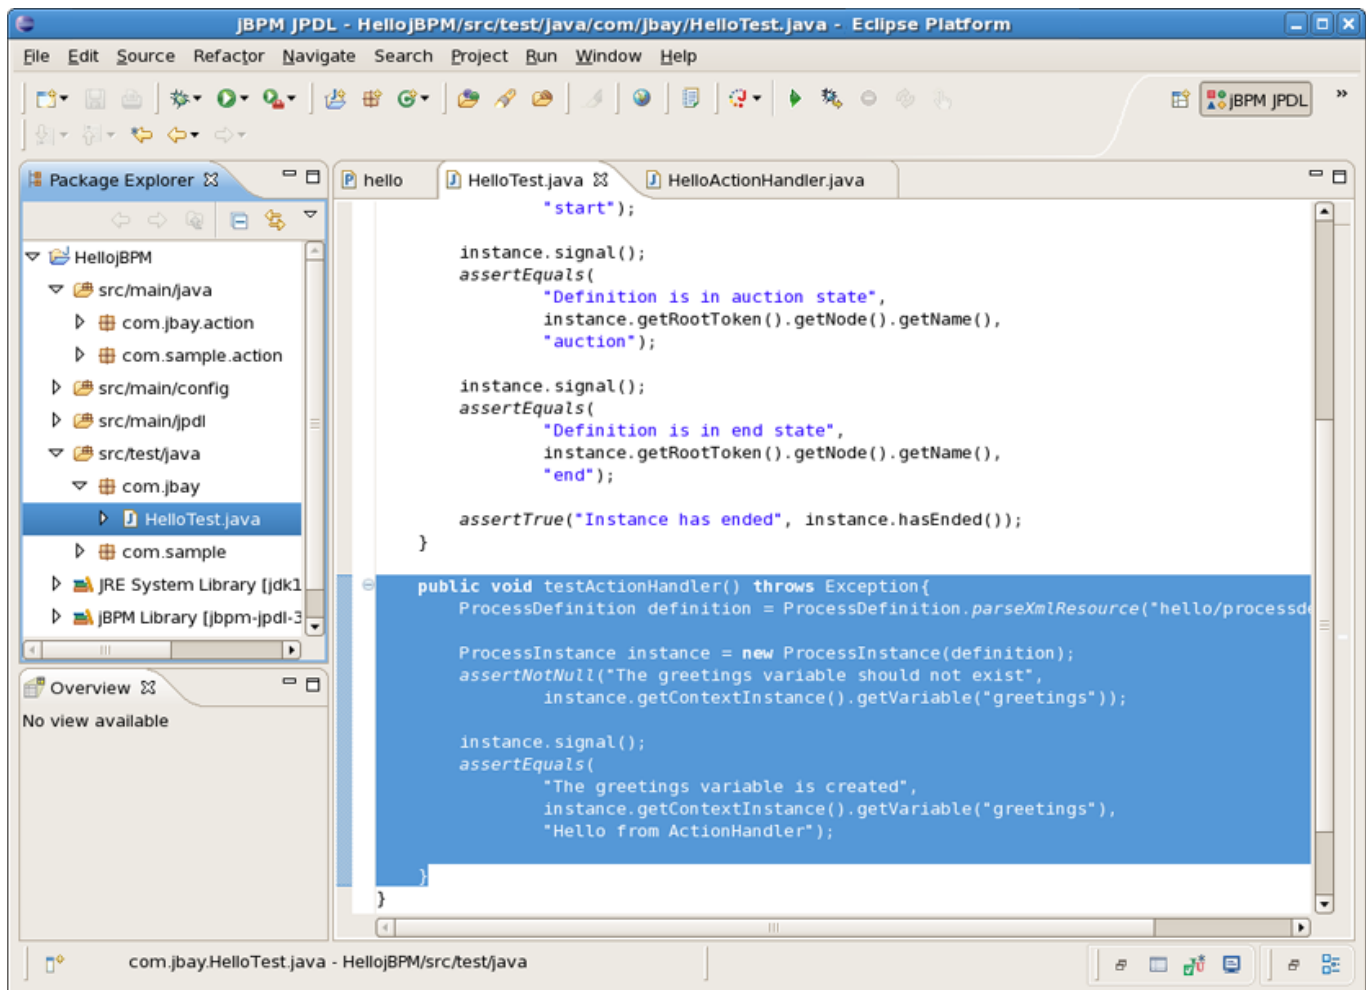 jBPM JPDL - HellojBPM/src/test/java/com/jbay/HelloTest.java - Eclipse Platform
File Edit Source Refactor Navigate Search Project Run Window Help
jBPM JPDL »
Package Explorer
HellojBPM
src/main/java
com.jbay.action
com.sample.action
src/main/config
src/main/jpdl
src/test/java
com.jbay
HelloTest.java
com.sample
JRE System Library [jdk1
jBPM Library [jbpm-jpdl-3
Overview
No view available
hello HelloTest.java HelloActionHandler.java
"start");
instance.signal();
assertEquals(
"Definition is in auction state",
instance.getRootToken().getNode().getName(),
"auction");
instance.signal();
assertEquals(
"Definition is in end state",
instance.getRootToken().getNode().getName(),
"end");
assertTrue("Instance has ended", instance.hasEnded());
}
public void testActionHandler() throws Exception{
ProcessDefinition definition = ProcessDefinition.parseXmlResource("hello/processde
ProcessInstance instance = new ProcessInstance(definition);
assertNotNull("The greetings variable should not exist",
instance.getContextInstance().getVariable("greetings"));
instance.signal();
assertEquals(
"The greetings variable is created",
instance.getContextInstance().getVariable("greetings"),
"Hello from ActionHandler");
}
}
com.jbay.HelloTest.java - HellojBPM/src/test/java